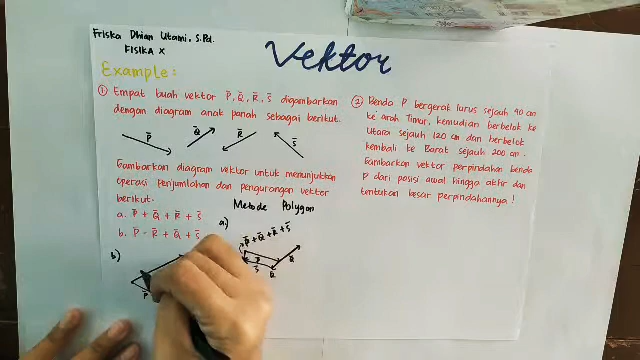 Friska Dhian Utami, S.Pd.
FISIKA X
Vektor
Example:
① Empat buah vektor P̄, Q̄, R̄, S̄ digambarkan
dengan diagram anak panah sebagai berikut.
P̄ Q̄ R̄ S̄
Gambarkan diagram vektor untuk menunjukkan
operasi penjumlahan dan pengurangan vektor
berikut.
a. P̄ + Q̄ + R̄ + S̄
b. P̄ - R̄ + Q̄ + S̄
Metode Polygon
a)
P̄ + Q̄ + R̄ + S̄
S̄
b)
P̄
② Benda P bergerak lurus sejauh 40 cm
ke arah Timur, kemudian berbelok ke
Utara sejauh 120 cm dan berbelok
kembali ke Barat sejauh 200 cm.
Gambarkan vektor perpindahan benda
P dari posisi awal hingga akhir dan
tentukan besar perpindahannya!